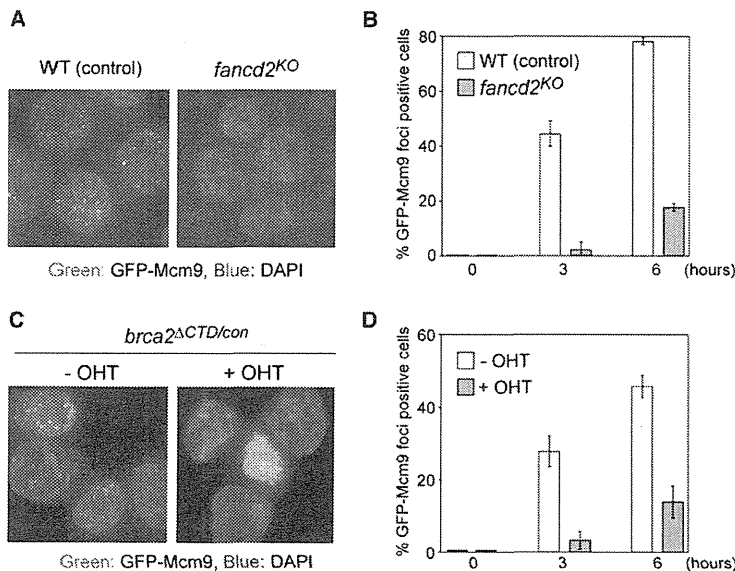 A
WT (control)
fancd2KO
Green: GFP-Mcm9, Blue: DAPI
B
% GFP-Mcm9 foci positive cells
80
60
40
20
0
WT (control)
fancd2KO
0
3
6
(hours)
C
brca2ΔCTD/con
- OHT
+ OHT
Green: GFP-Mcm9, Blue: DAPI
D
% GFP-Mcm9 foci positive cells
60
40
20
0
- OHT
+ OHT
0
3
6
(hours)